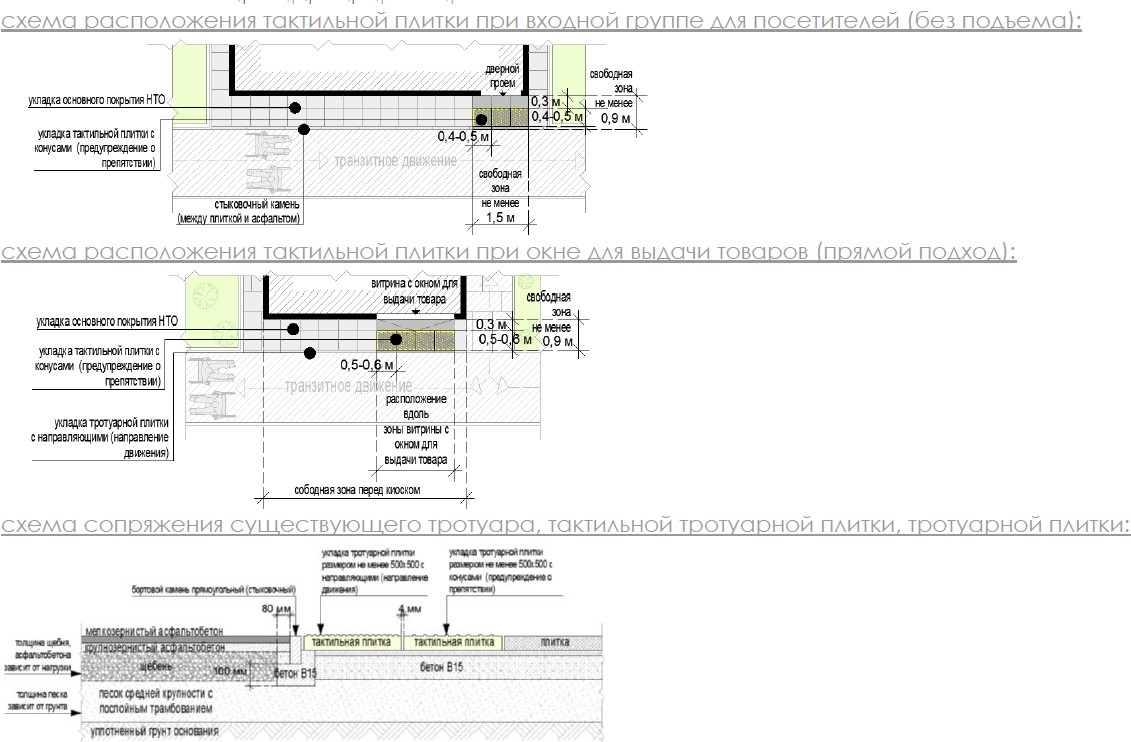 схема расположения тактильной плитки при входной группе для посетителей (без подъема):
дверной
проем
свободная
зона
не менее
0,9 м
0,3 м
0,4-0,5 м
укладка основного покрытия НТО
укладка тактильной плитки с
конусами (предупреждение о
препятствии)
0,4-0,5 м
транзитное движение
свободная
зона
не менее
1,5 м
стыковочный камень
(между плиткой и асфальтом)
схема расположения тактильной плитки при окне для выдачи товаров (прямой подход):
витрина с окном для
выдачи товара
свободная
зона
не менее
0,9 м
0,3 м
0,5-0,6 м
укладка основного покрытия НТО
укладка тактильной плитки с
конусами (предупреждение о
препятствии)
0,5-0,6 м
транзитное движение
расположение
вдоль
зоны витрины с
окном для
выдачи товара
укладка тротуарной плитки
с направляющими (направление
движения)
сободная зона перед киоском
схема сопряжения существующего тротуара, тактильной тротуарной плитки, тротуарной плитки:
укладка тротуарной плитки
размером не менее 500х500 с
направляющими (направление
движения)
укладка тротуарной плитки
размером не менее 500х500 с
конусами (предупреждение о
препятствии)
бортовой камень прямоугольный (стыковочный)
80 мм
4 мм
мелкозернистый асфальтобетон
крупнозернистый асфальтобетон
тактильная плитка
тактильная плитка
плитка
толщина щебня,
асфальтобетона
зависит от нагрузки
щебень
100 мм
бетон В15
бетон В15
толщина песка
зависит от грунта
песок средней крупности с
послойным трамбованием
уплотненный грунт основания